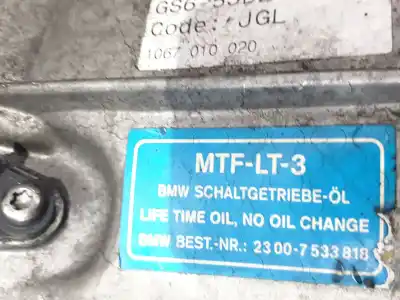 Code: JGL
1067 010 020
MTF-LT-3
BMW SCHALTGETRIEBE-ÖL
LIFE TIME OIL, NO OIL CHANGE
BMW BEST.-NR.: 23 00-7 533 818